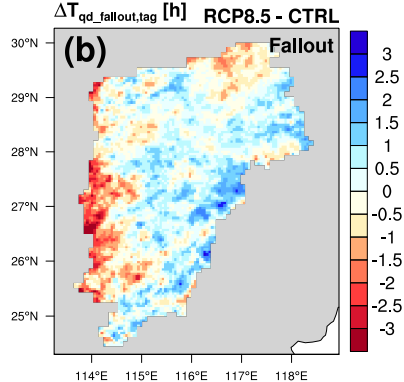 ΔT_qd_fallout,tag [h] RCP8.5 - CTRL
(b) Fallout
30°N
29°N
28°N
27°N
26°N
25°N
114°E 115°E 116°E 117°E 118°E
3
2.5
2
1.5
1
0.5
0
-0.5
-1
-1.5
-2
-2.5
-3